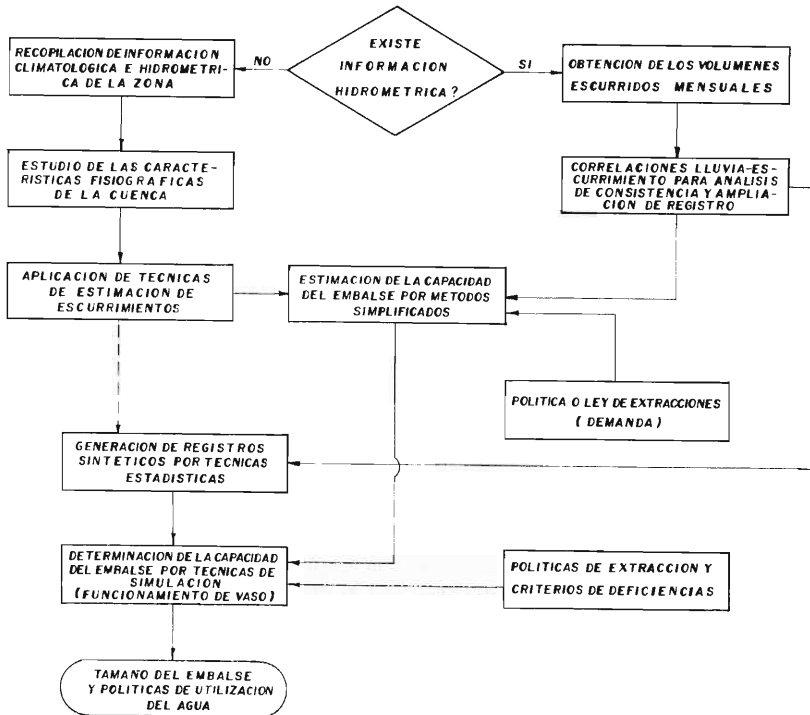 EXISTE
INFORMACION
HIDROMETRICA?
NO
SI
RECOPILACION DE INFORMACION
CLIMATOLOGICA E HIDROMETRI-
CA DE LA ZONA
OBTENCION DE LOS VOLUMENES
ESCURRIDOS MENSUALES
ESTUDIO DE LAS CARACTE-
RISTICAS FISIOGRAFICAS
DE LA CUENCA
CORRELACIONES LLUVIA-ES-
CURRIMIENTO PARA ANALISIS
DE CONSISTENCIA Y AMPLIA-
CION DE REGISTRO
APLICACION DE TECNICAS
DE ESTIMACION DE
ESCURRIMIENTOS
ESTIMACION DE LA CAPACIDAD
DEL EMBALSE POR METODOS
SIMPLIFICADOS
POLITICA O LEY DE EXTRACCIONES
( DEMANDA )
GENERACION DE REGISTROS
SINTETICOS POR TECNICAS
ESTADISTICAS
DETERMINACION DE LA CAPACIDAD
DEL EMBALSE POR TECNICAS DE
SIMULACION
(FUNCIONAMIENTO DE VASO)
POLITICAS DE EXTRACCION Y
CRITERIOS DE DEFICIENCIAS
TAMAÑO DEL EMBALSE
Y POLITICAS DE UTILIZACION
DEL AGUA